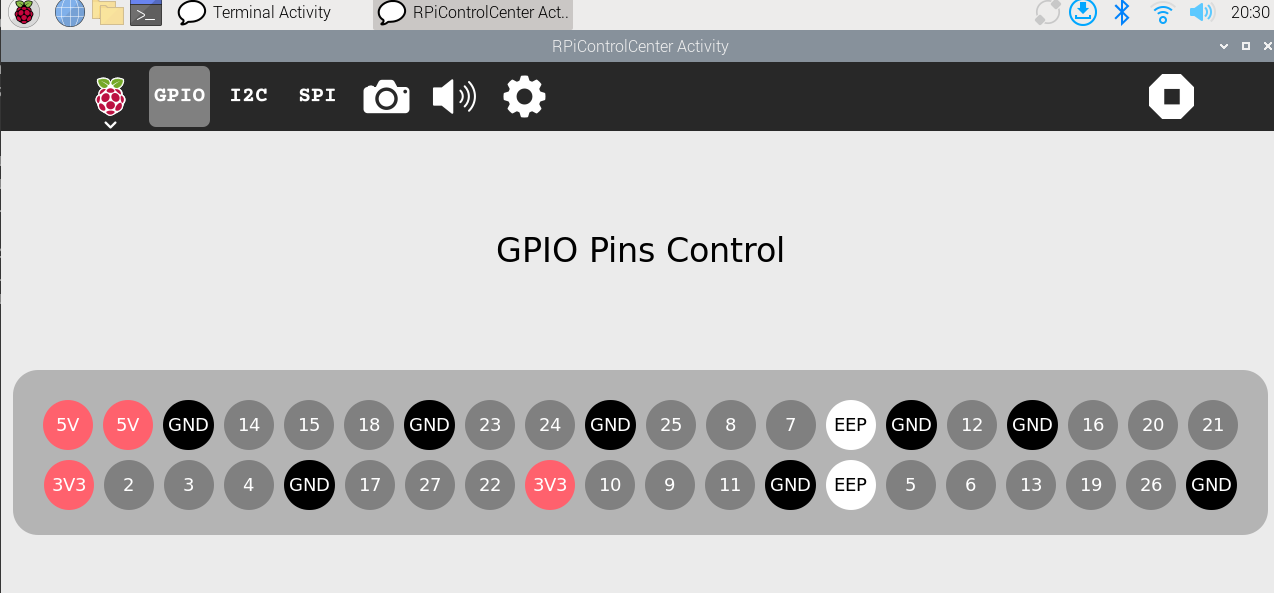 Terminal Activity RPiControlCenter Act.. 20:30
RPiControlCenter Activity
GPIO I2C SPI
GPIO Pins Control
5V 5V GND 14 15 18 GND 23 24 GND 25 8 7 EEP GND 12 GND 16 20 21
3V3 2 3 4 GND 17 27 22 3V3 10 9 11 GND EEP 5 6 13 19 26 GND